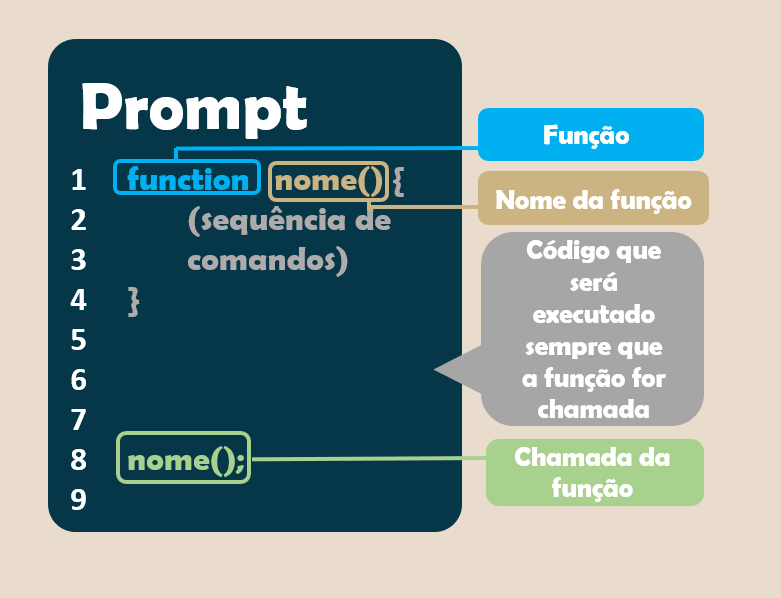 Prompt
1 function nome() {
2 (sequência de
3 comandos)
4 }
5
6
7
8 nome();
9
Função
Nome da função
Código que
será
executado
sempre que
a função for
chamada
Chamada da
função